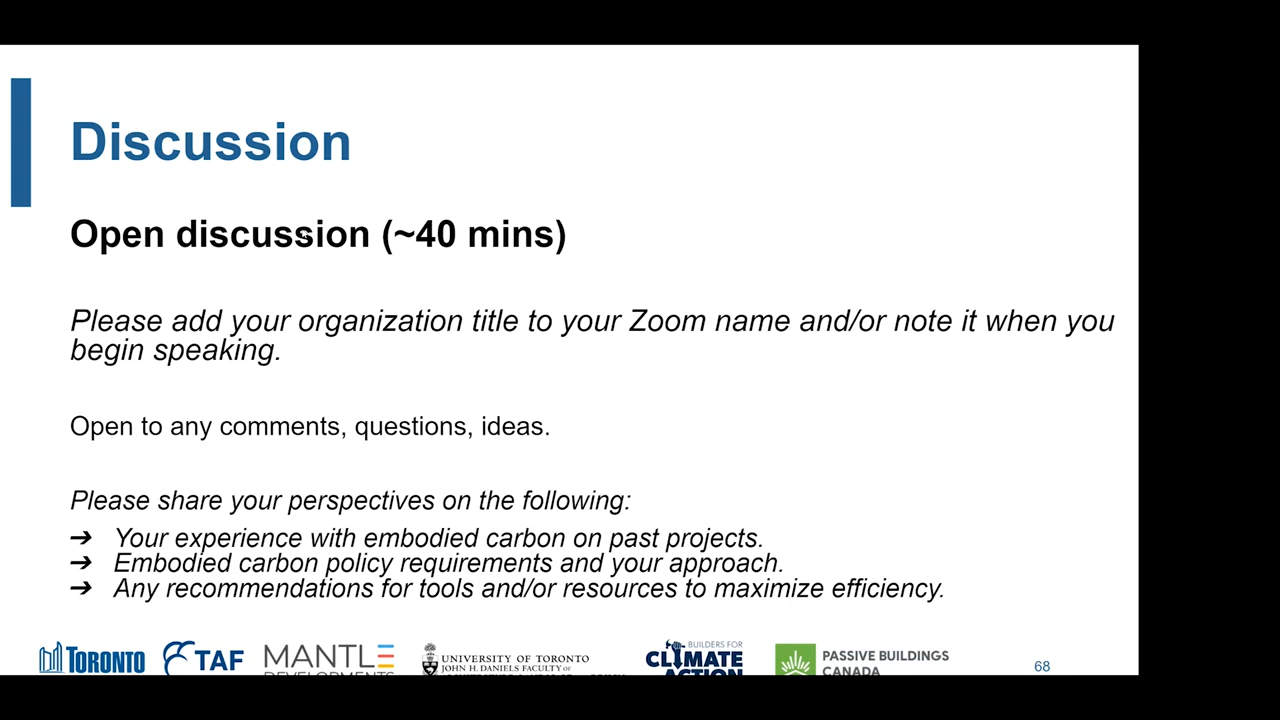 Discussion
Open discussion (~40 mins)
Please add your organization title to your Zoom name and/or note it when you
begin speaking.
Open to any comments, questions, ideas.
Please share your perspectives on the following:
➔ Your experience with embodied carbon on past projects.
➔ Embodied carbon policy requirements and your approach.
➔ Any recommendations for tools and/or resources to maximize efficiency.
TORONTO
TAF
MANTLE
DEVELOPMENTS
UNIVERSITY OF TORONTO
JOHN H. DANIELS FACULTY OF
BUILDERS FOR
CLIMATE
ACTION
PASSIVE BUILDINGS
CANADA
68